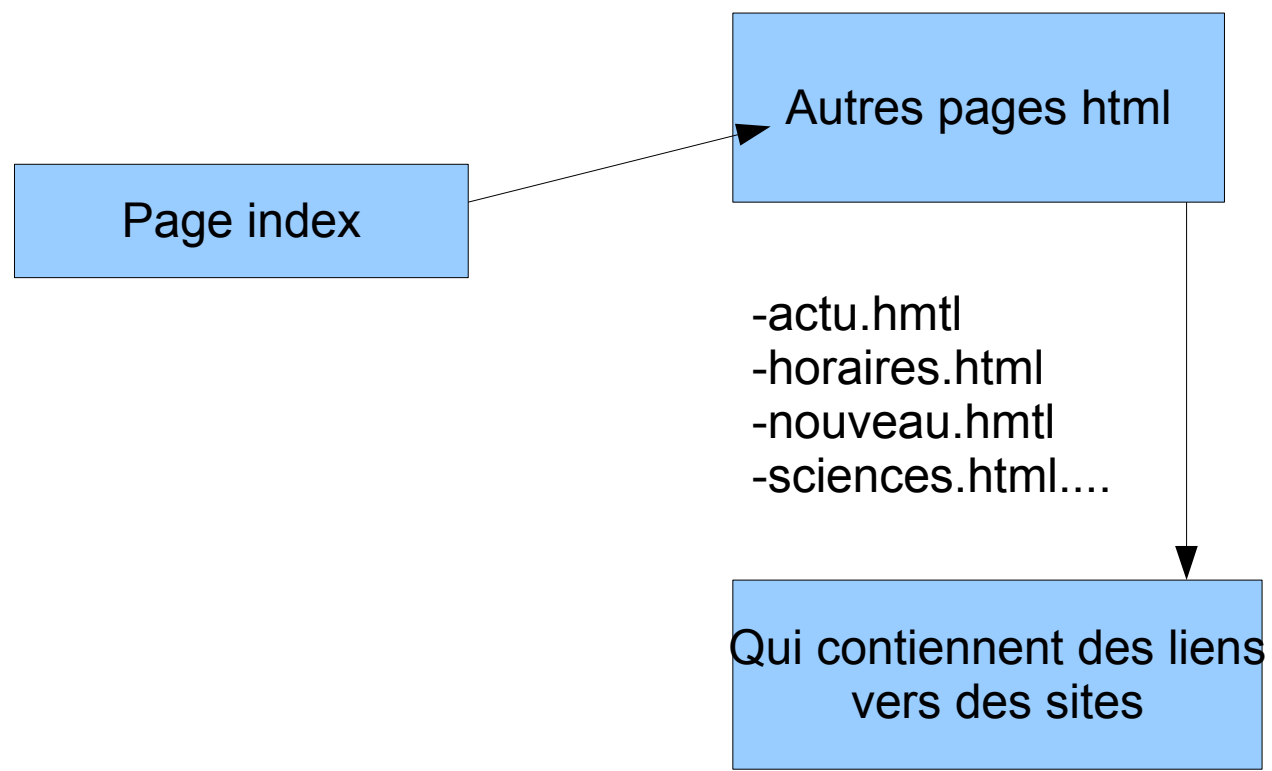 Autres pages html
Page index
-actu.hmtl
-horaires.html
-nouveau.hmtl
-sciences.html....
Qui contiennent des liens
vers des sites